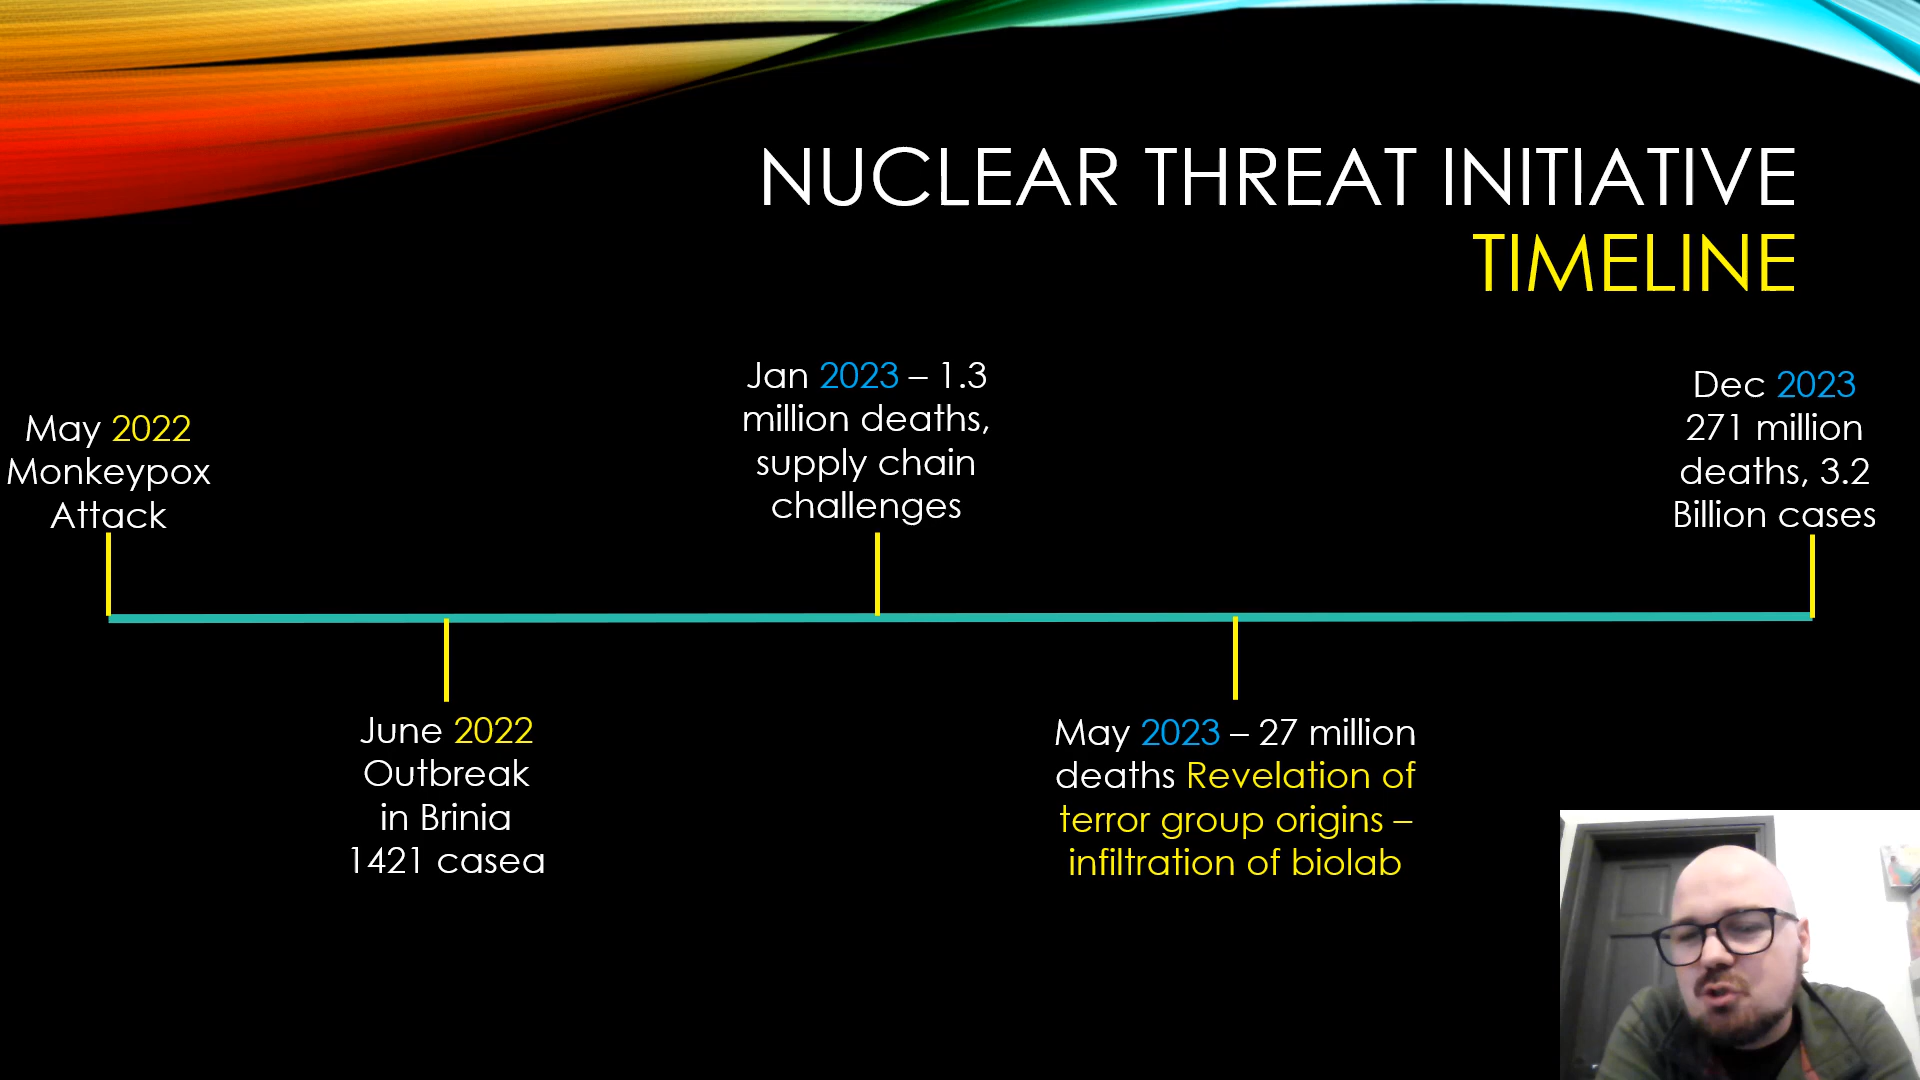 NUCLEAR THREAT INITIATIVE
TIMELINE
May 2022
Monkeypox
Attack
June 2022
Outbreak
in Brinia
1421 casea
Jan 2023 – 1.3
million deaths,
supply chain
challenges
May 2023 – 27 million
deaths Revelation of
terror group origins –
infiltration of biolab
Dec 2023
271 million
deaths, 3.2
Billion cases